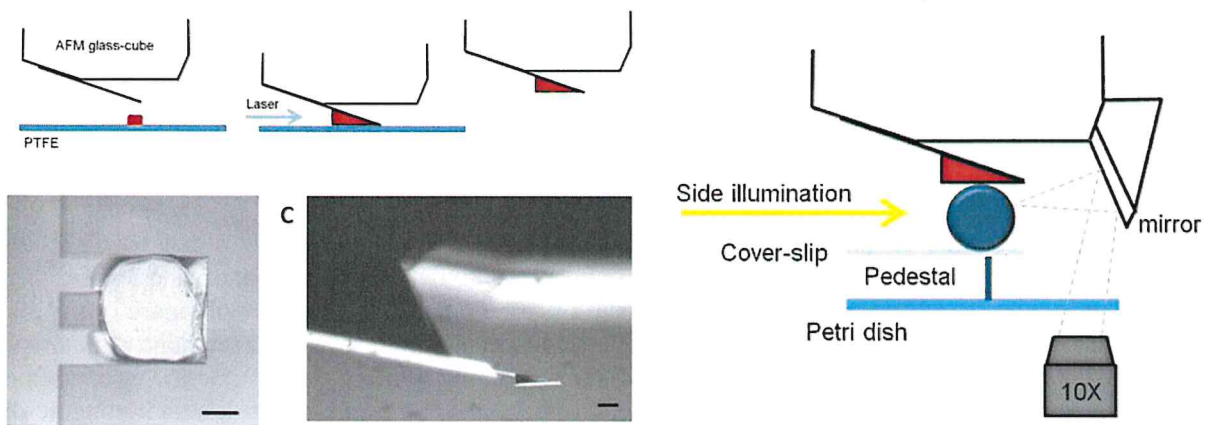 AFM glass-cube
Laser
PTFE
C
Side illumination
Cover-slip
Pedestal
Petri dish
mirror
10X